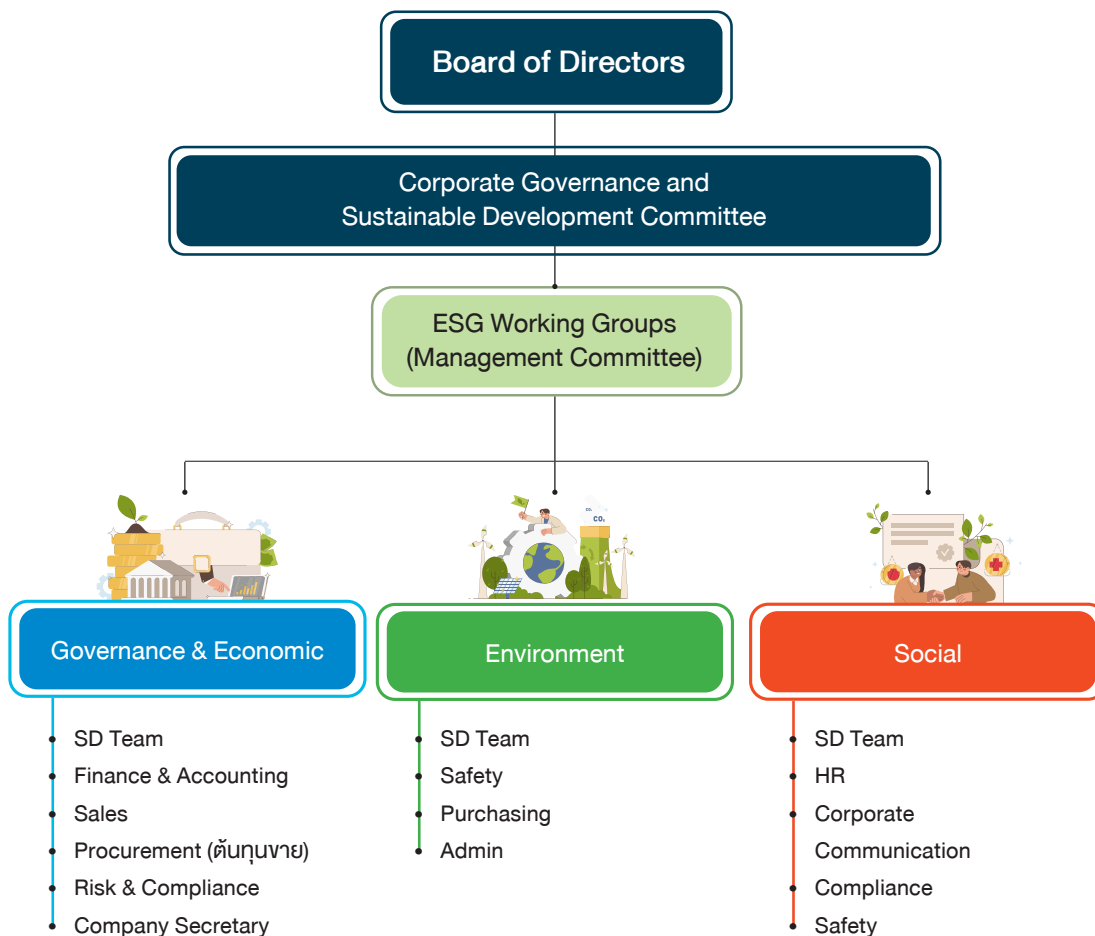 Board of Directors
Corporate Governance and
Sustainable Development Committee
ESG Working Groups
(Management Committee)
CO₂
CO₂
Governance & Economic
SD Team
Finance & Accounting
Sales
Procurement (ต้นทุนขาย)
Risk & Compliance
Company Secretary
Environment
SD Team
Safety
Purchasing
Admin
Social
SD Team
HR
Corporate
Communication
Compliance
Safety